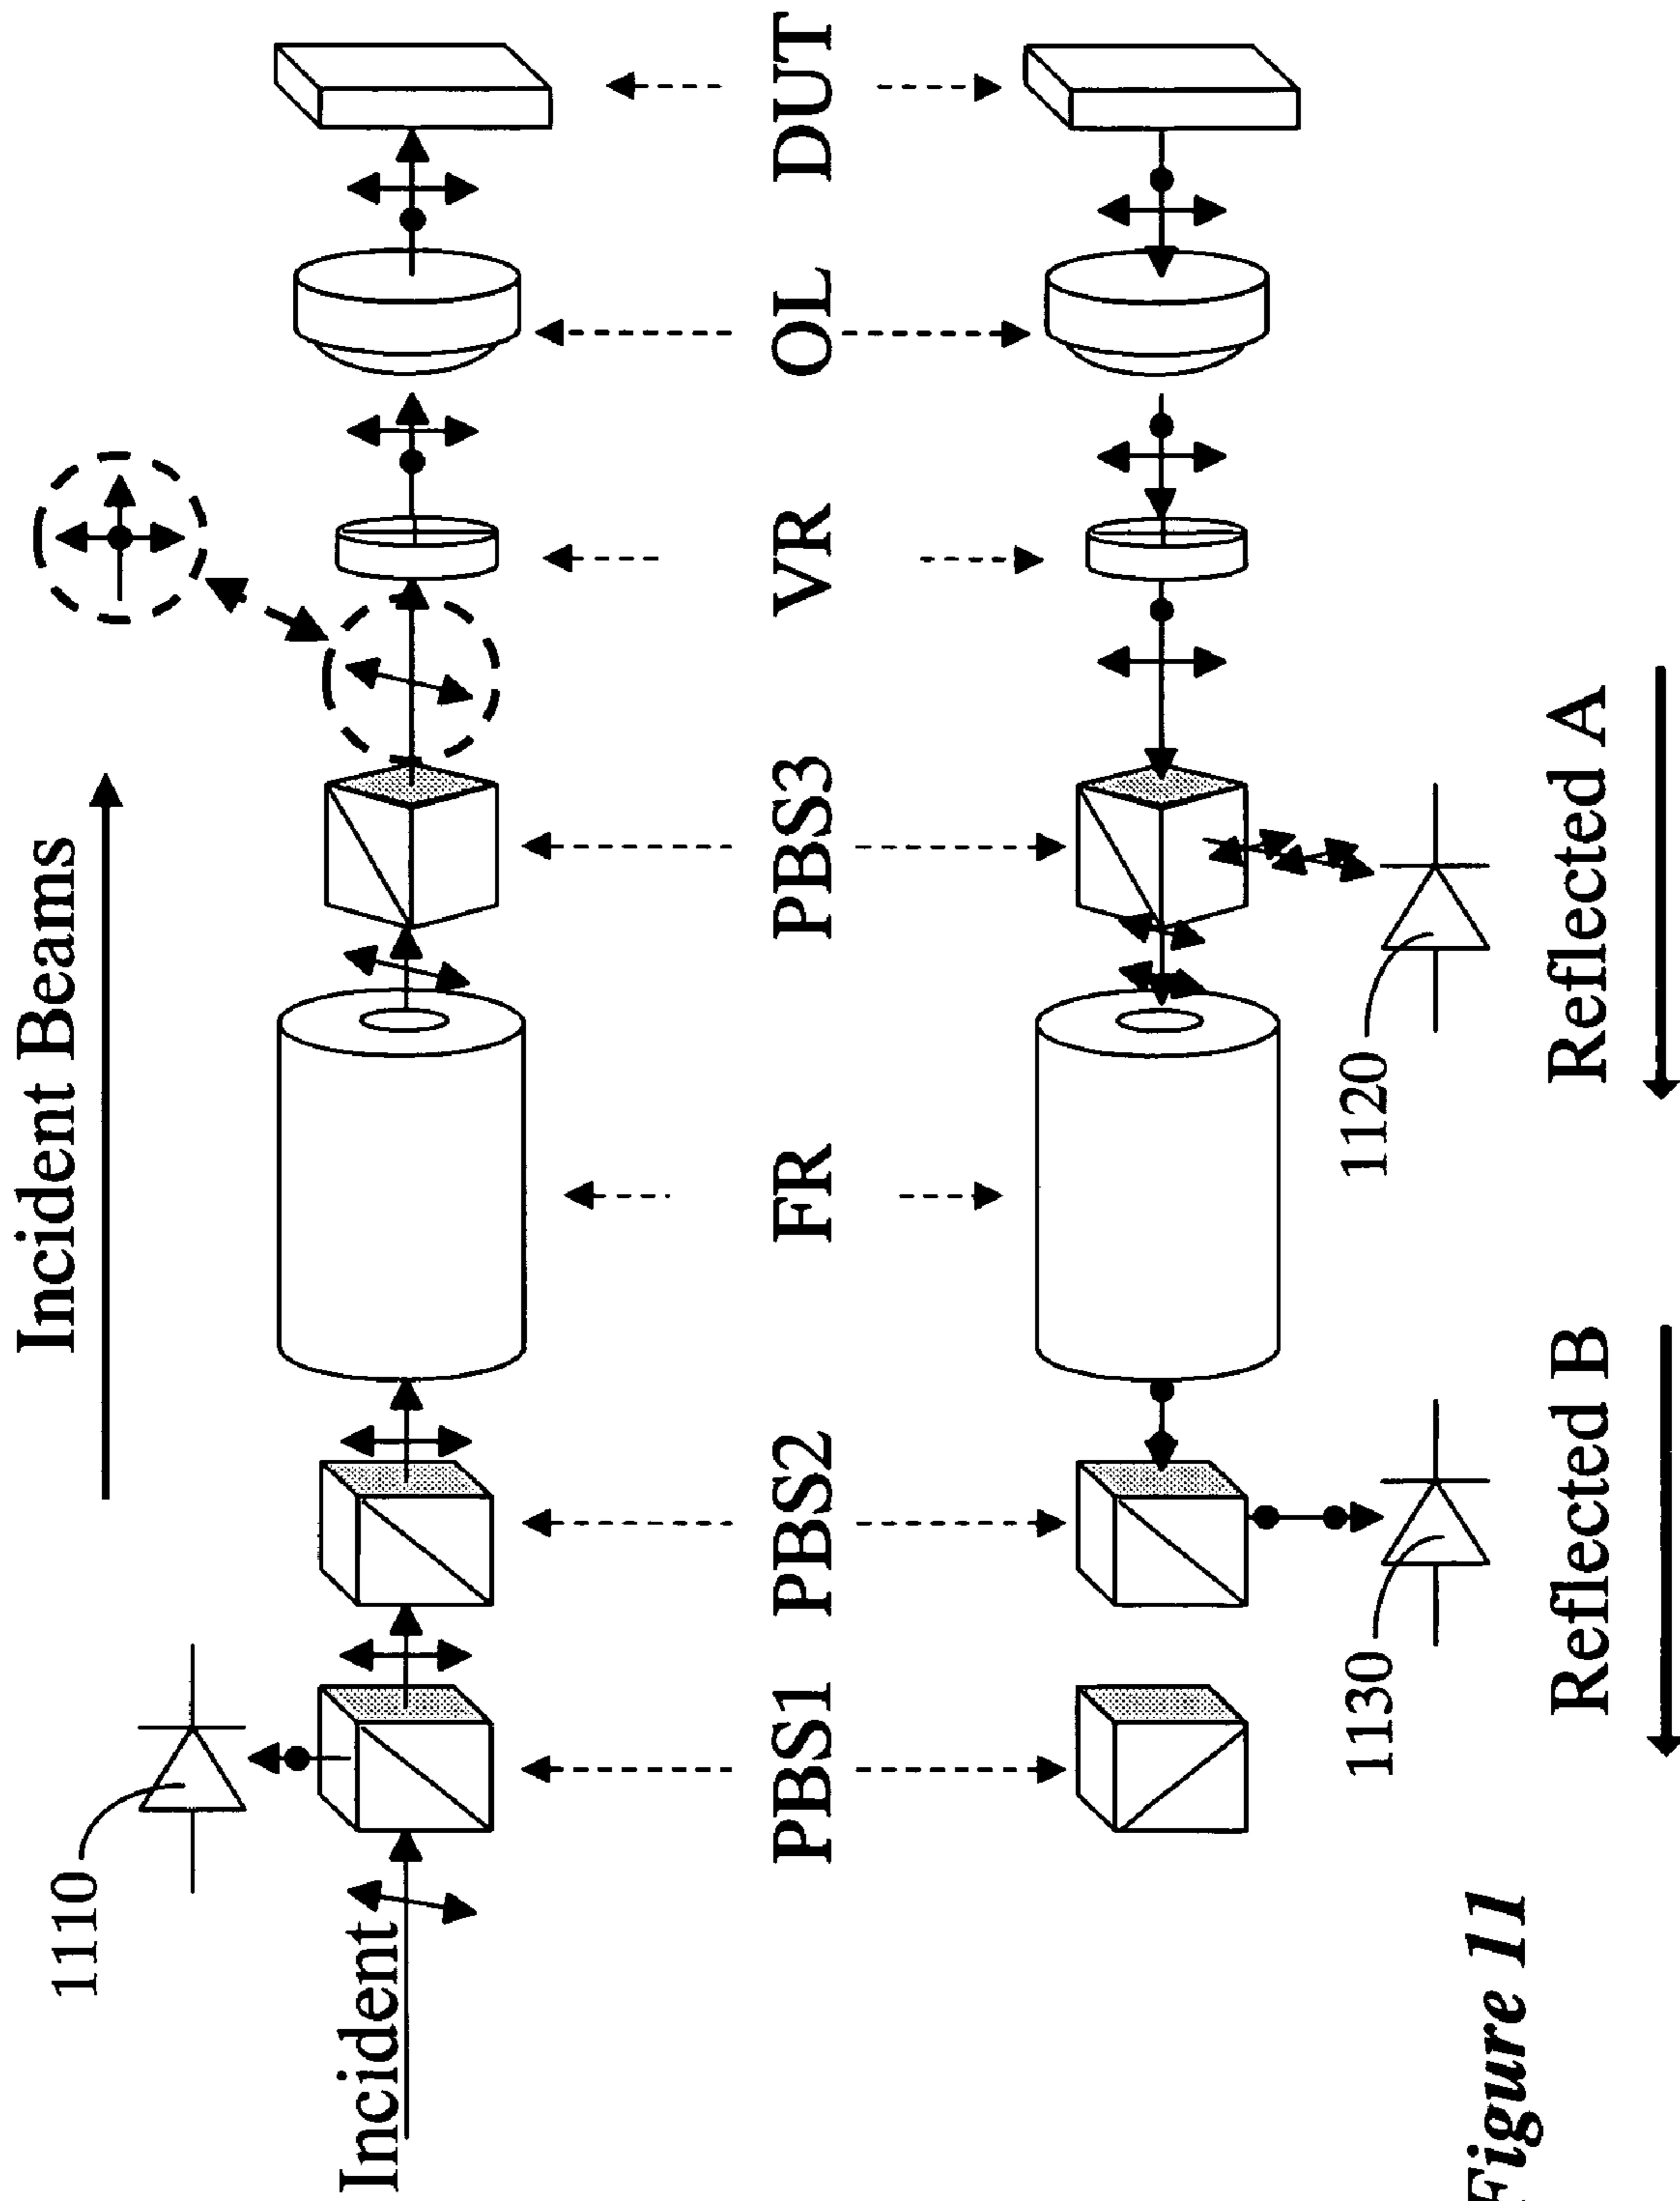 Incident Beams
1110
Incident
PBS1 PBS2 FR PBS3 VR OL DUT
1130
1120
Figure 11
Reflected B
Reflected A